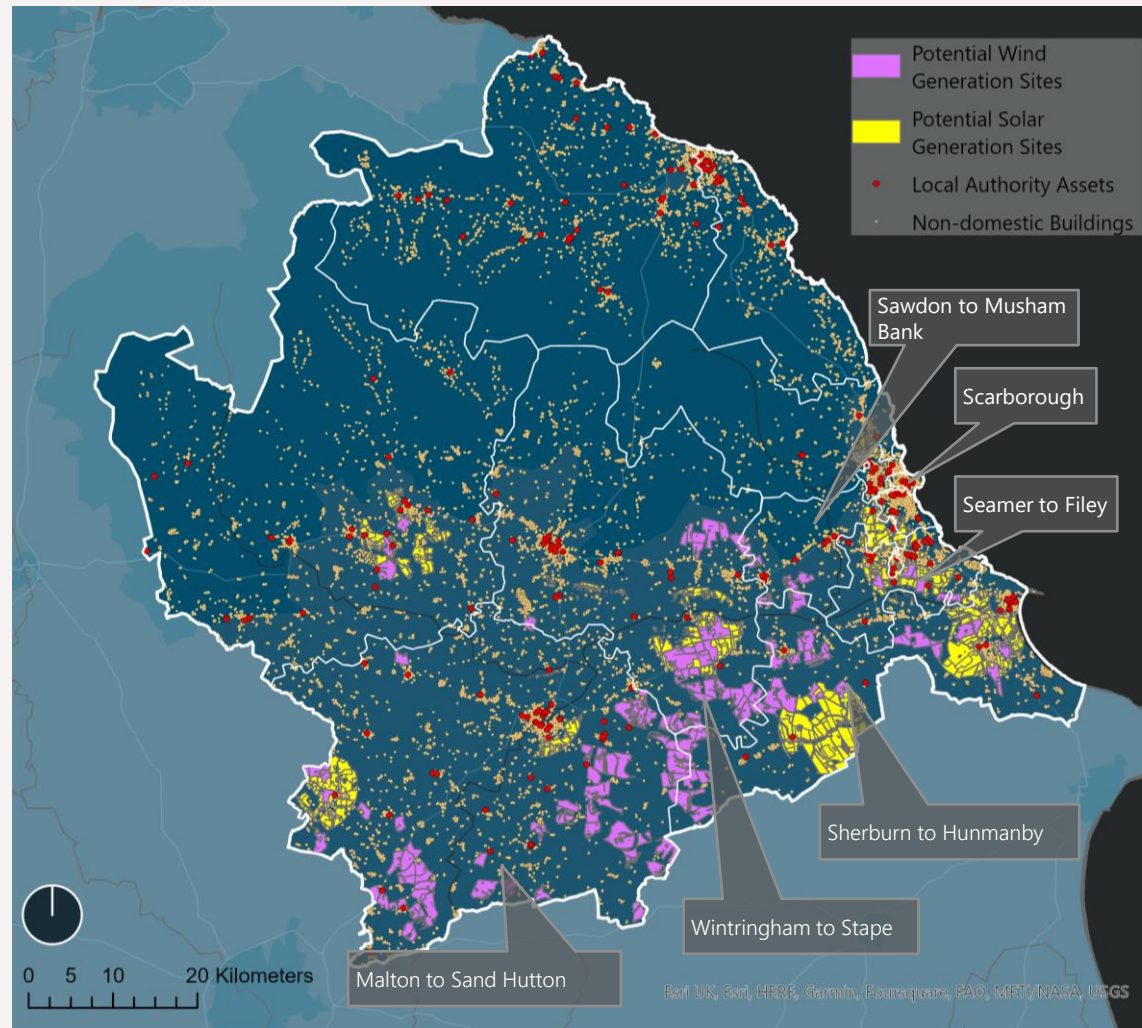 Potential Wind
Generation Sites
Potential Solar
Generation Sites
Local Authority Assets
Non-domestic Buildings
Sawdon to Musham
Bank
Scarborough
Seamer to Filey
Sherburn to Hunmanby
Wintringham to Stape
Malton to Sand Hutton
0 5 10 20 Kilometers
Esri UK, Esri, HERE, Garmin, Foursquare, FAO, METI/NASA, USGS